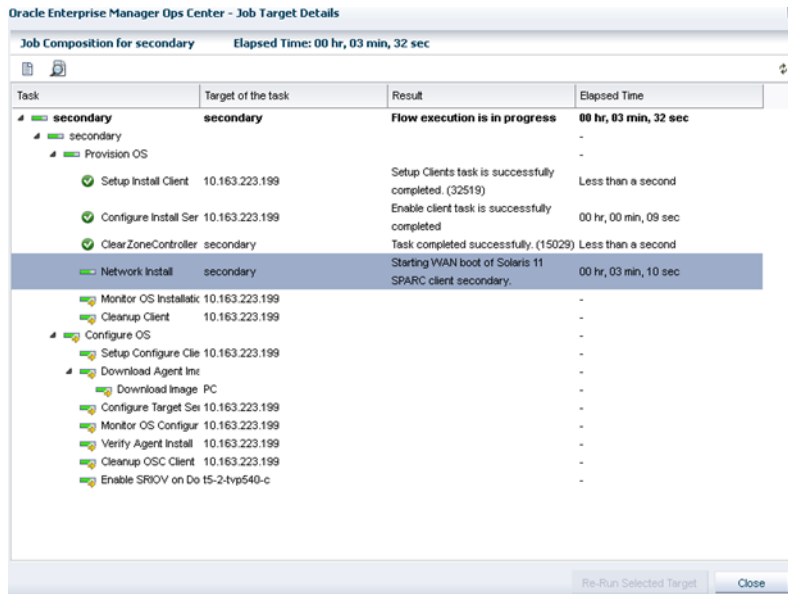 Oracle Enterprise Manager Ops Center - Job Target Details
Job Composition for secondary Elapsed Time: 00 hr, 03 min, 32 sec
Task Target of the task Result Elapsed Time
secondary secondary Flow execution is in progress 00 hr, 03 min, 32 sec
secondary -
Provision OS -
Setup Install Client 10.163.223.199 Setup Clients task is successfully Less than a second
completed. (32519)
Configure Install Ser 10.163.223.199 Enable client task is successfully 00 hr, 00 min, 09 sec
completed
ClearZoneController secondary Task completed successfully. (15029) Less than a second
Network Install secondary Starting WAN boot of Solaris 11 00 hr, 03 min, 10 sec
SPARC client secondary.
Monitor OS Installatic 10.163.223.199 -
Cleanup Client 10.163.223.199 -
Configure OS -
Setup Configure Clie 10.163.223.199 -
Download Agent Ima -
Download Image PC -
Configure Target Sei 10.163.223.199 -
Monitor OS Configur 10.163.223.199 -
Verify Agent Install 10.163.223.199 -
Cleanup OSC Client 10.163.223.199 -
Enable SRIOV on Do t5-2-tvp540-c -
Re-Run Selected Target Close